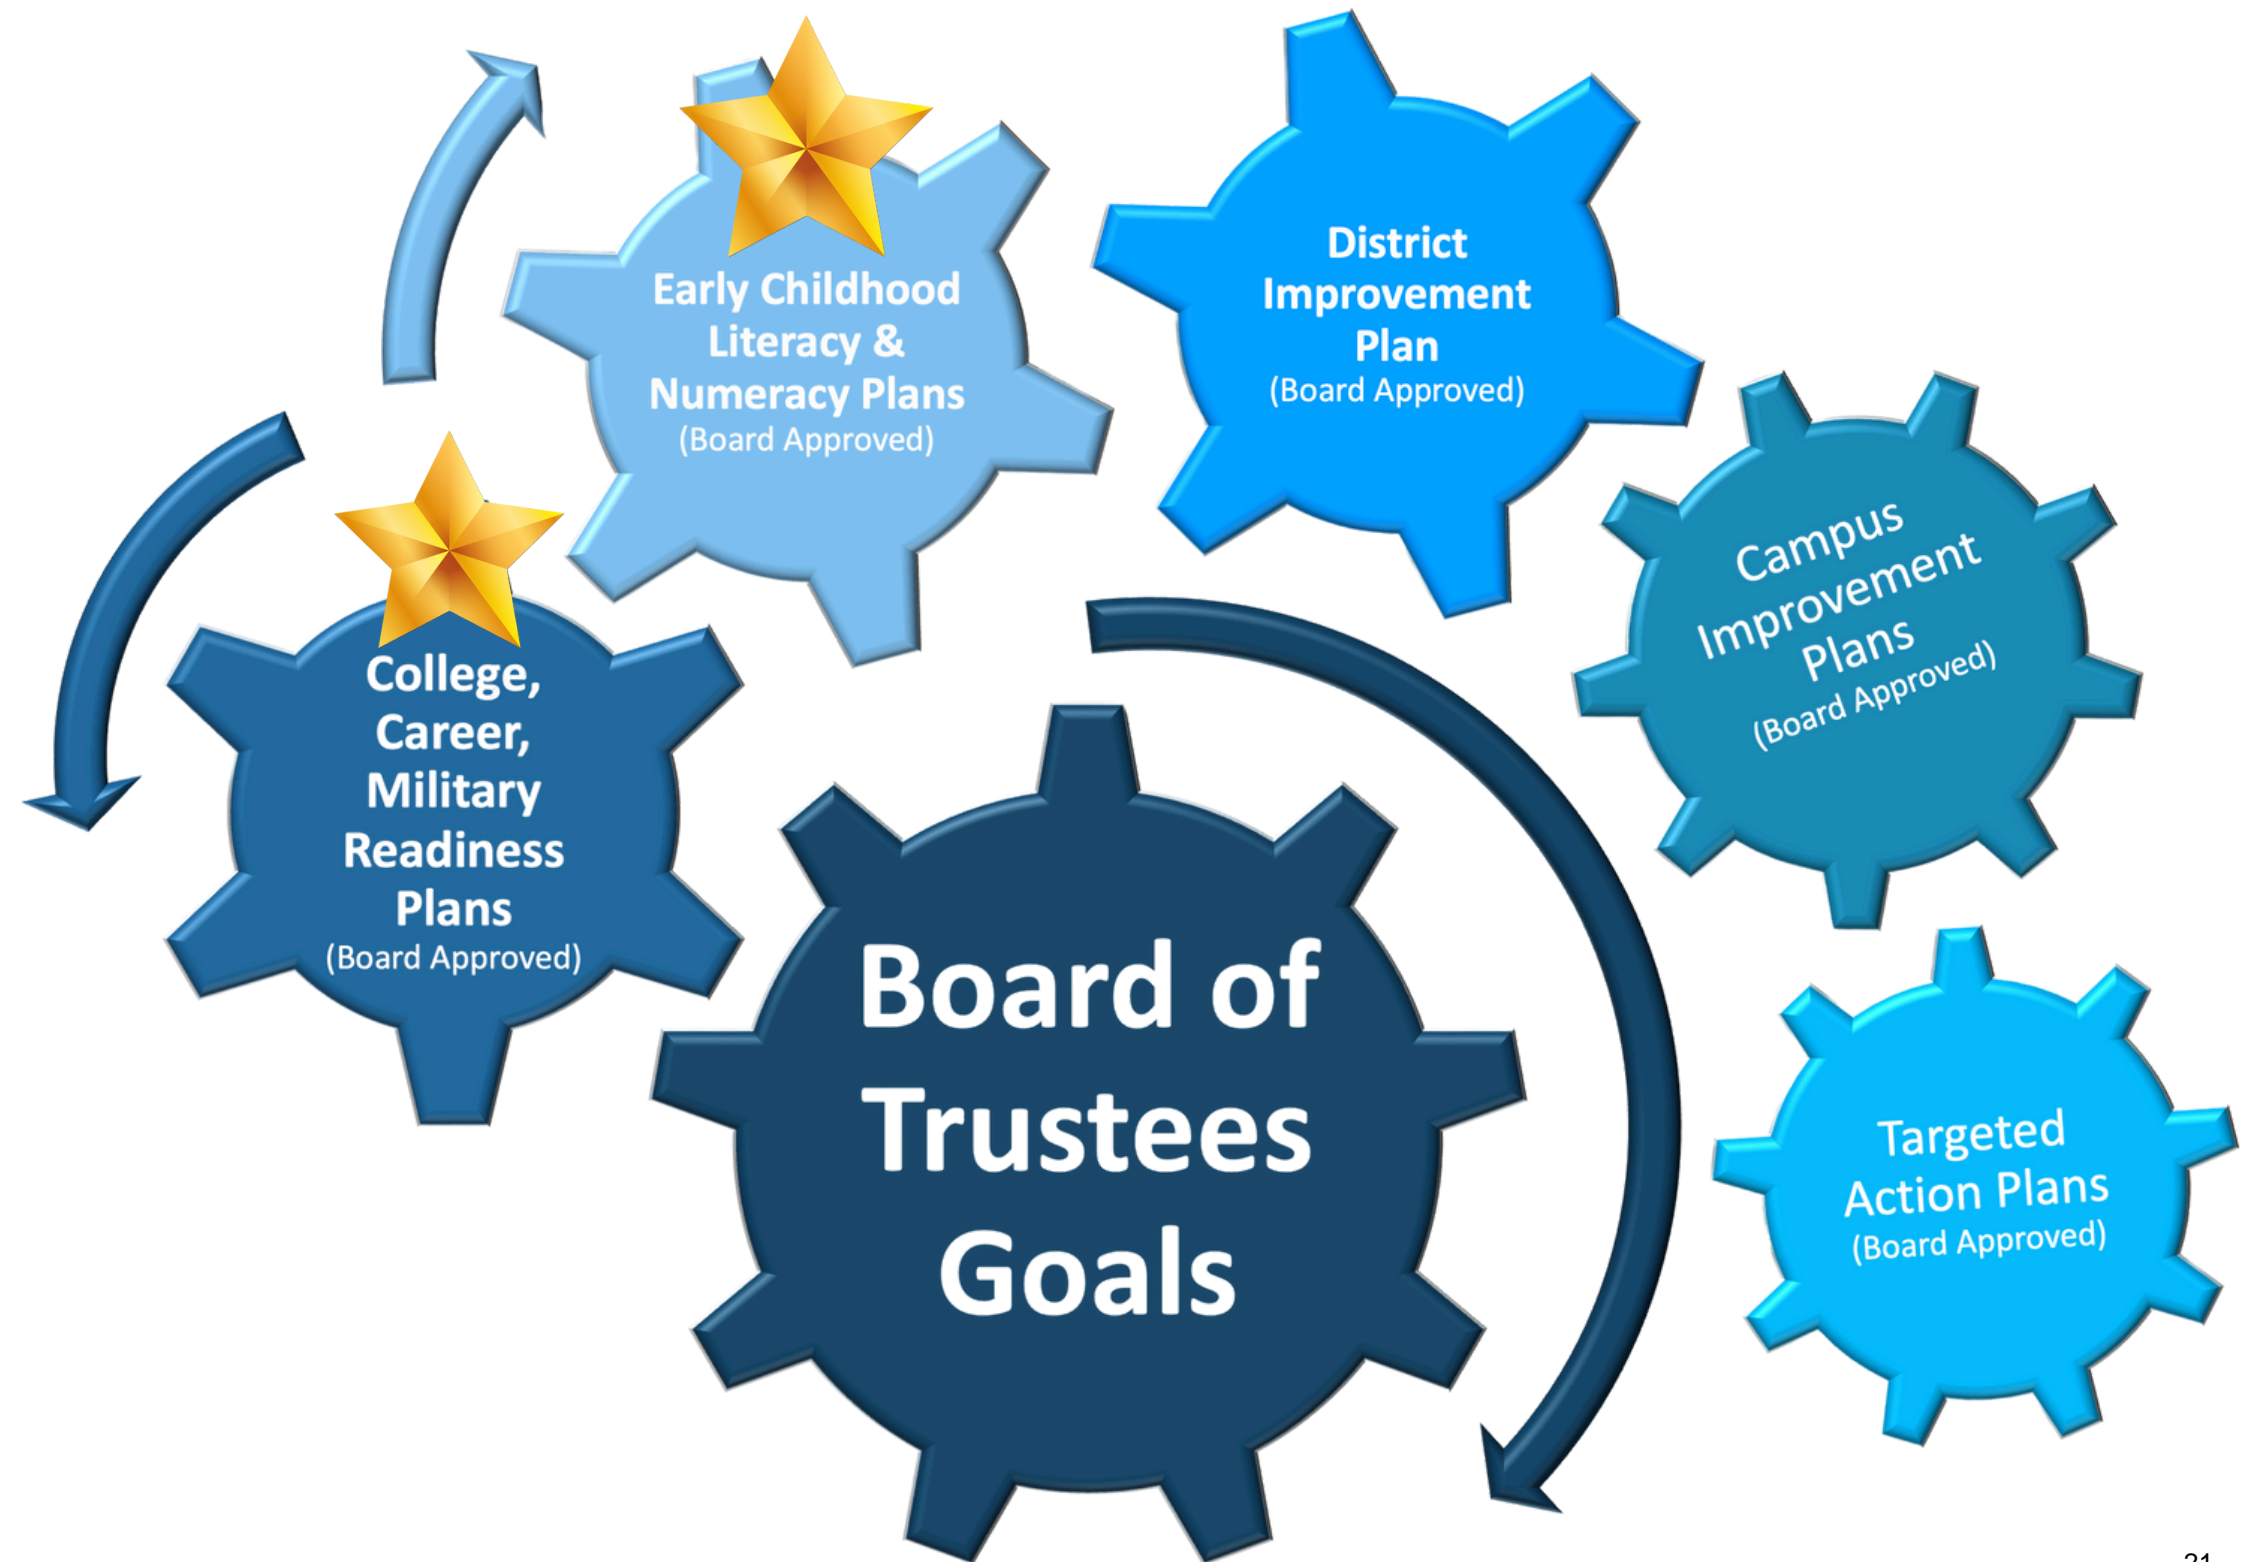 Early Childhood
Literacy &
Numeracy Plans
(Board Approved)
District
Improvement
Plan
(Board Approved)
Campus
Improvement
Plans
(Board Approved)
College,
Career,
Military
Readiness
Plans
(Board Approved)
Board of
Trustees
Goals
Targeted
Action Plans
(Board Approved)
21